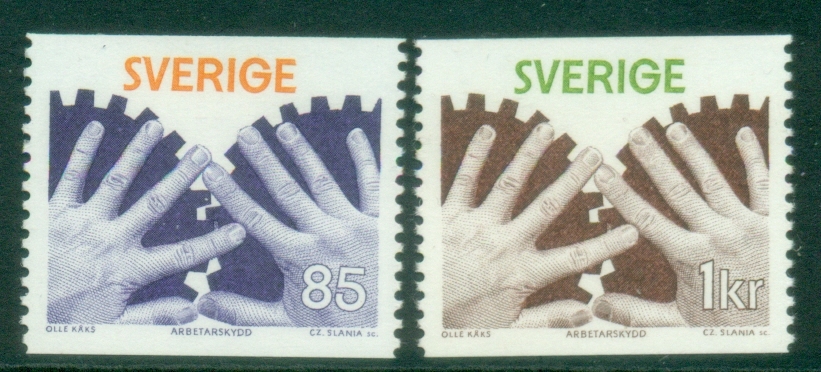 SVERIGE
85
OLLE KÅKS ARBETARSKYDD CZ. SLANIA SC.
SVERIGE
1kr
OLLE KÅKS ARBETARSKYDD CZ. SLANIA SC.